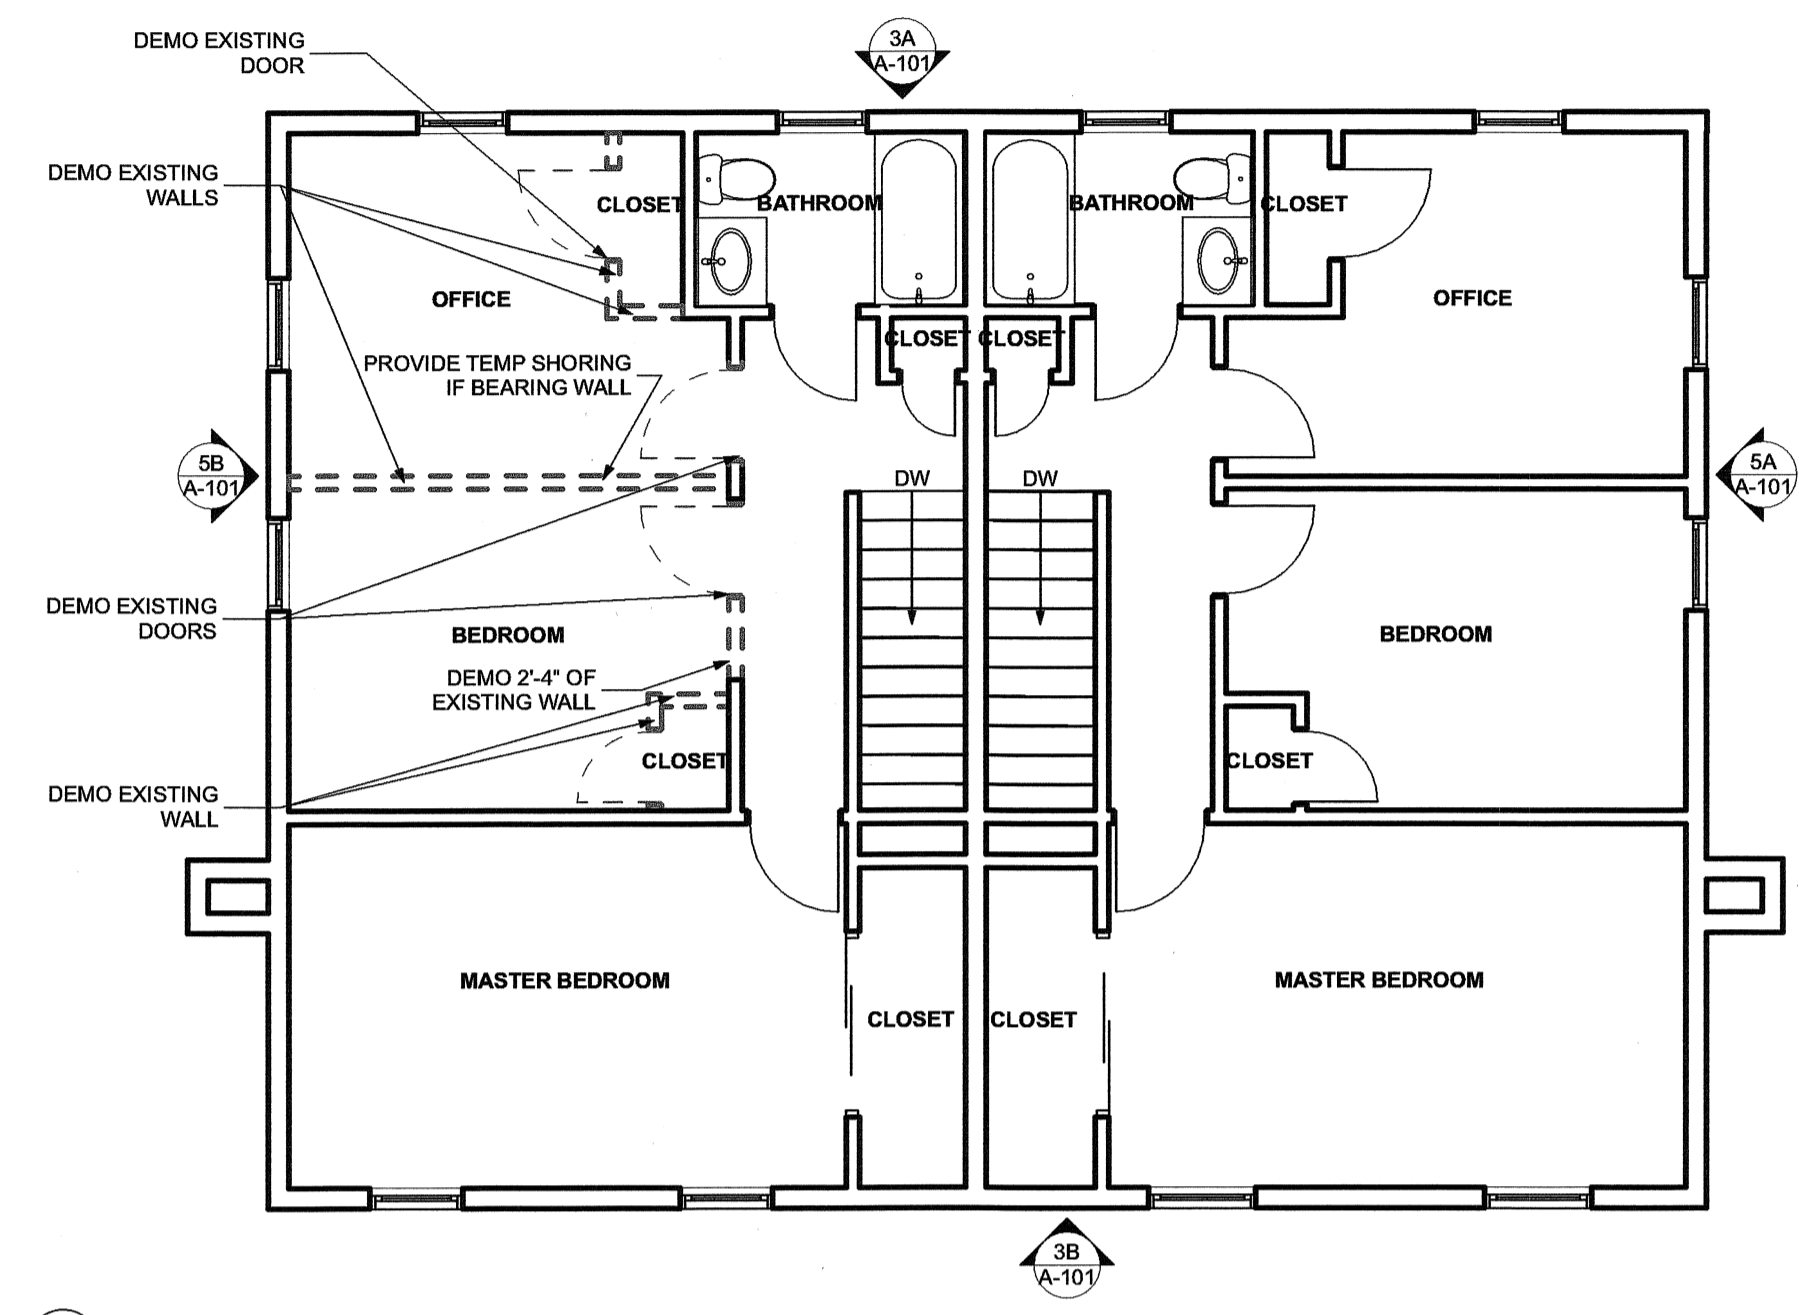 DEMO EXISTING
DOOR
3A
A-101
DEMO EXISTING
WALLS
CLOSET
BATHROOM
BATHROOM
CLOSET
OFFICE
OFFICE
CLOSET
CLOSET
PROVIDE TEMP SHORING
IF BEARING WALL
5B
A-101
DW
DW
5A
A-101
DEMO EXISTING
DOORS
BEDROOM
BEDROOM
DEMO 2'-4" OF
EXISTING WALL
CLOSET
CLOSET
DEMO EXISTING
WALL
MASTER BEDROOM
MASTER BEDROOM
CLOSET
CLOSET
3B
A-101